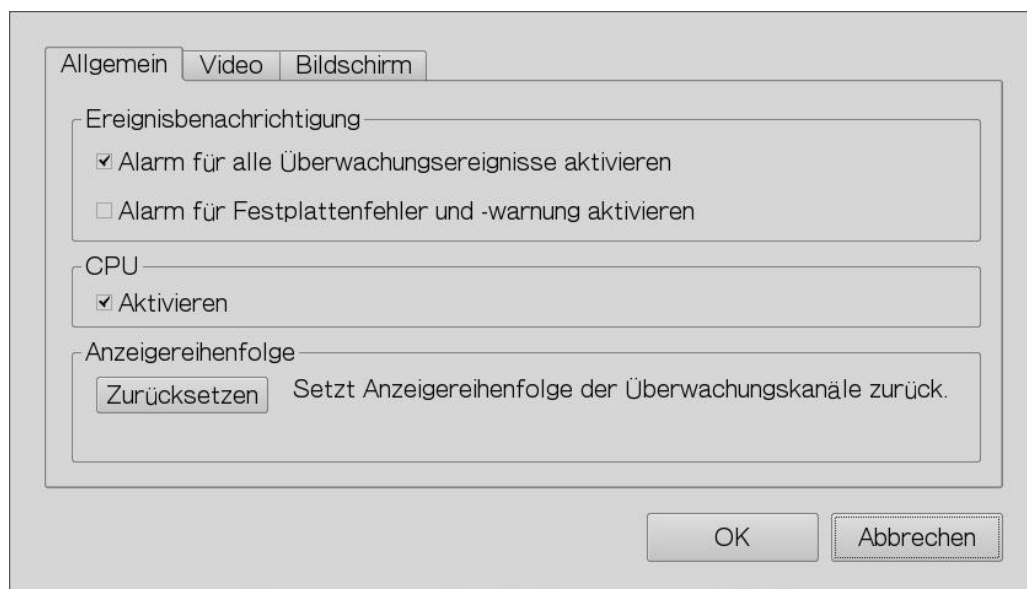 Allgemein Video Bildschirm
Ereignisbenachrichtigung
Alarm für alle Überwachungsereignisse aktivieren
Alarm für Festplattenfehler und -warnung aktivieren
CPU
Aktivieren
Anzeigereihenfolge
Zurücksetzen Setzt Anzeigereihenfolge der Überwachungskanäle zurück.
OK Abbrechen